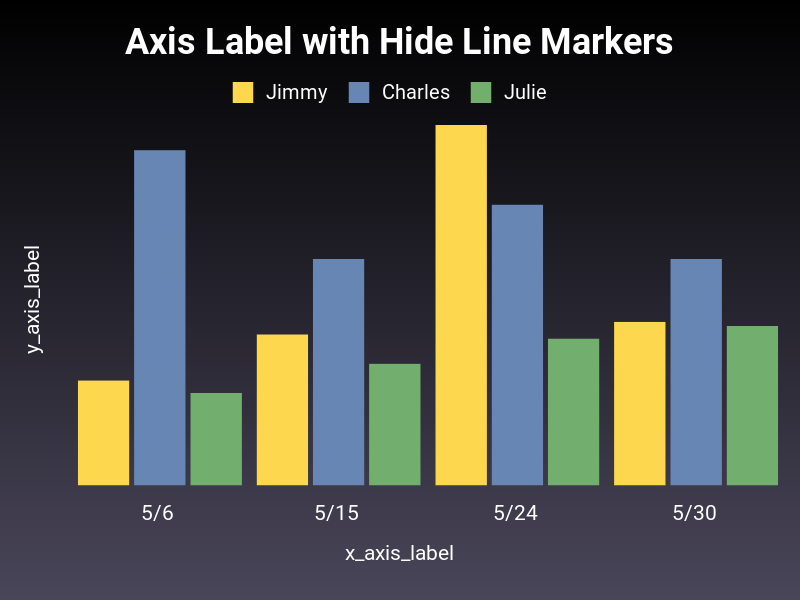 Axis Label with Hide Line Markers
Jimmy Charles Julie
y_axis_label
5/6 5/15 5/24 5/30
x_axis_label